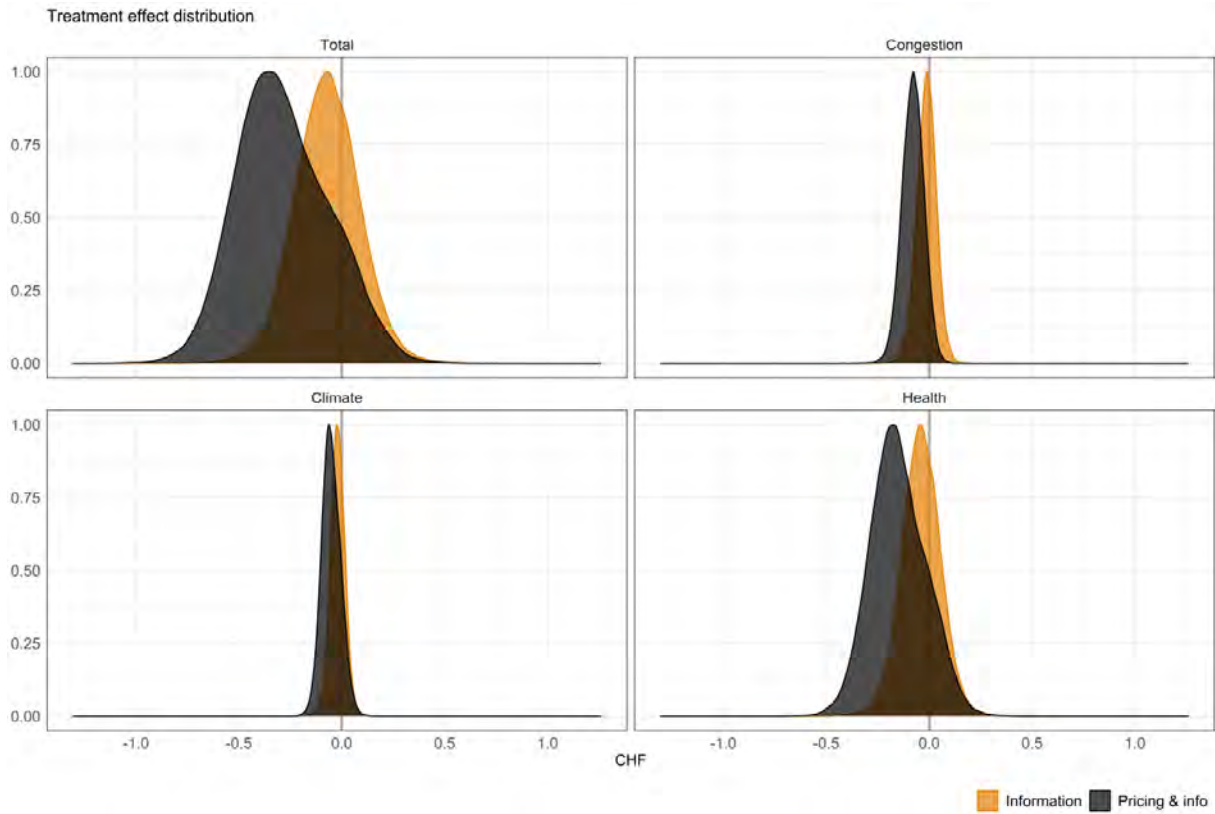 Treatment effect distribution
Total
Congestion
1.00
0.75
0.50
0.25
0.00
Climate
Health
1.00
0.75
0.50
0.25
0.00
-1.0 -0.5 0.0 0.5 1.0 -1.0 -0.5 0.0 0.5 1.0
CHF
Information Pricing & info